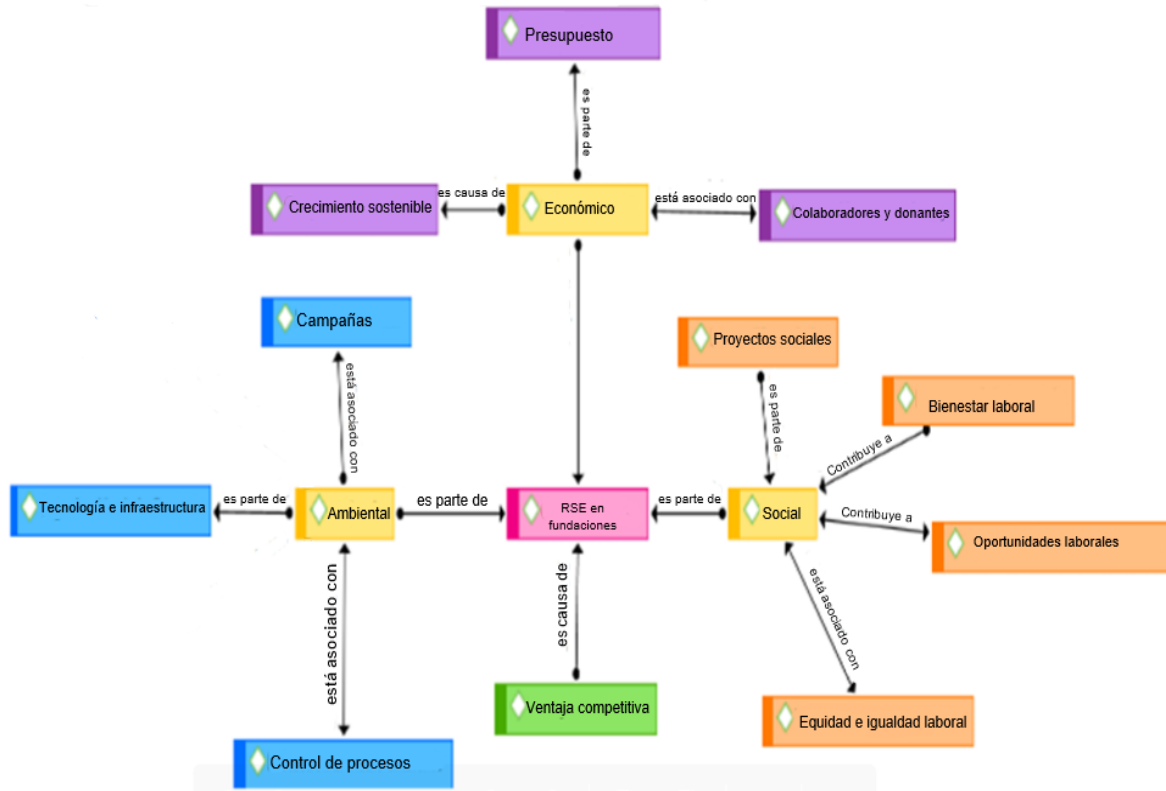 Presupuesto
es parte de
Crecimiento sostenible
es causa de
Económico
está asociado con
Colaboradores y donantes
Campañas
está asociado con
Proyectos sociales
es parte de
Bienestar laboral
Contribuye a
Tecnología e infraestructura
es parte de
Ambiental
es parte de
RSE en
fundaciones
es parte de
Social
Contribuye a
Oportunidades laborales
está asociado con
es causa de
está asociado con
Ventaja competitiva
Equidad e igualdad laboral
Control de procesos